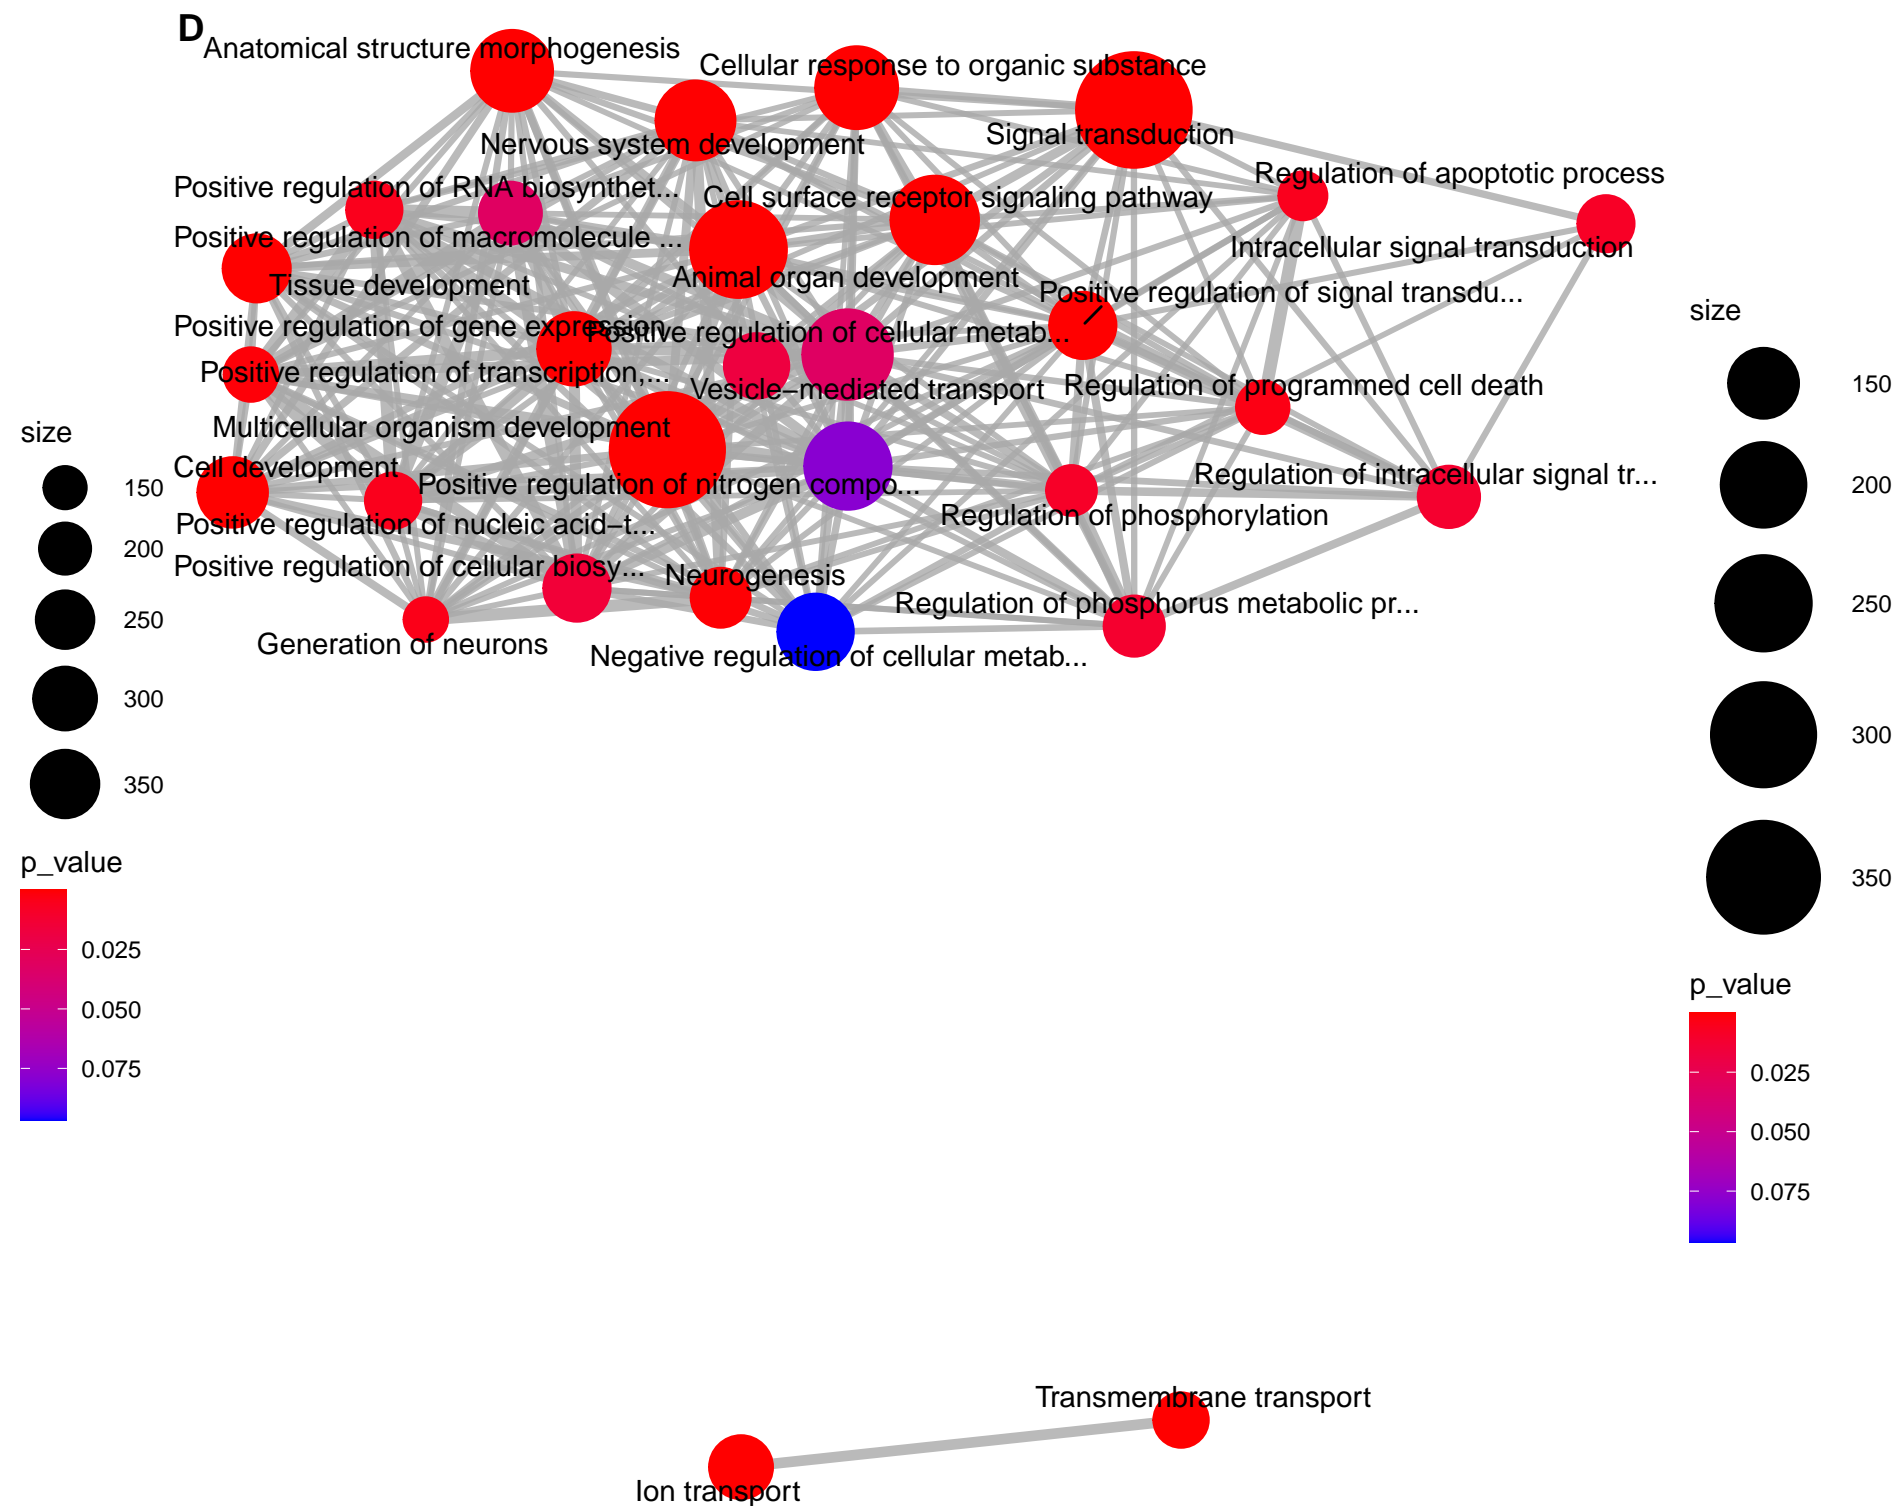 D
Anatomical structure morphogenesis
Cellular response to organic substance
Signal transduction
Nervous system development
Regulation of apoptotic process
Positive regulation of RNA biosynthet...
Cell surface receptor signaling pathway
Positive regulation of macromolecule ...
Intracellular signal transduction
Animal organ development
Tissue development
Positive regulation of signal transdu...
Positive regulation of gene expression
Positive regulation of cellular metab...
Positive regulation of transcription,...
Vesicle−mediated transport
Regulation of programmed cell death
Multicellular organism development
Cell development
Positive regulation of nitrogen compo...
Regulation of intracellular signal tr...
Regulation of phosphorylation
Positive regulation of nucleic acid−t...
Positive regulation of cellular biosy...
Neurogenesis
Regulation of phosphorus metabolic pr...
Generation of neurons
Negative regulation of cellular metab...
Transmembrane transport
Ion transport
size
150
200
250
300
350
p_value
0.025
0.050
0.075
size
150
200
250
300
350
p_value
0.025
0.050
0.075